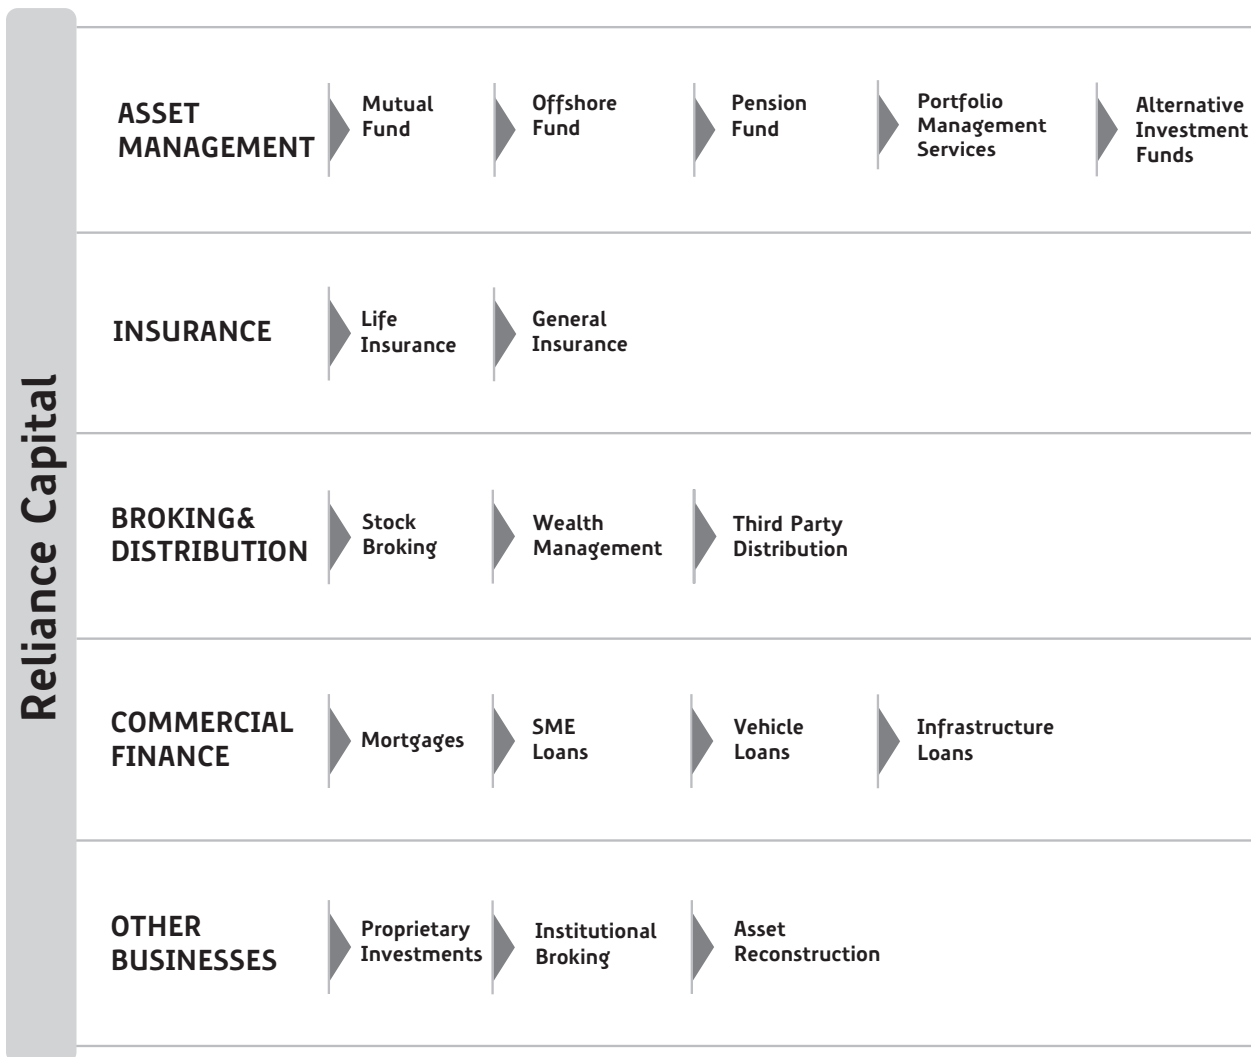 Reliance Capital
ASSET
MANAGEMENT
Mutual
Fund
Offshore
Fund
Pension
Fund
Portfolio
Management
Services
Alternative
Investment
Funds
INSURANCE
Life
Insurance
General
Insurance
BROKING&
DISTRIBUTION
Stock
Broking
Wealth
Management
Third Party
Distribution
COMMERCIAL
FINANCE
Mortgages
SME
Loans
Vehicle
Loans
Infrastructure
Loans
OTHER
BUSINESSES
Proprietary
Investments
Institutional
Broking
Asset
Reconstruction